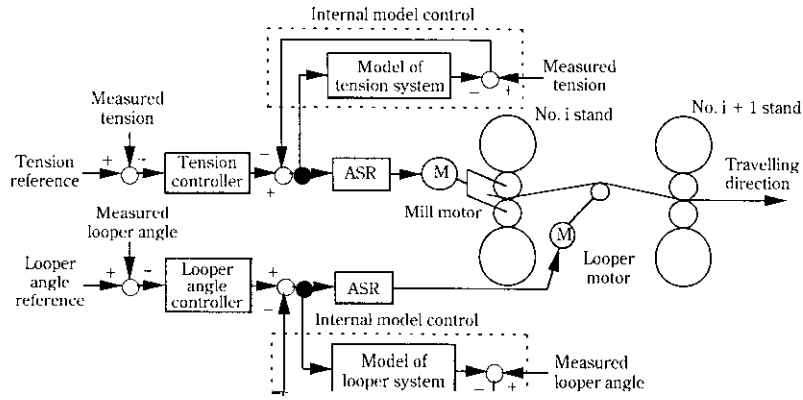 Internal model control
Model of
tension system
−
+
Measured
tension
No. i stand
No. i + 1 stand
Measured
tension
Tension
reference
+
−
Tension
controller
−
+
ASR
M
Mill motor
Travelling
direction
Measured
looper angle
Looper
angle reference
+
−
Looper
angle
controller
+
−
ASR
M
Looper
motor
Internal model control
Model of
looper system
−
+
Measured
looper angle